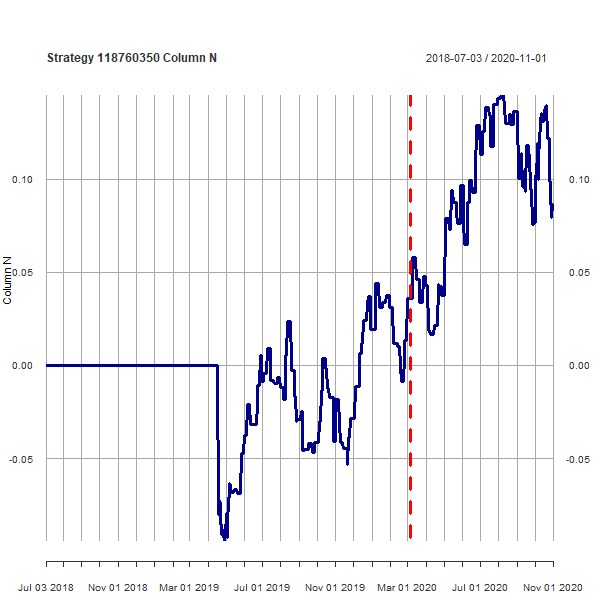 Strategy 118760350 Column N
2018-07-03 / 2020-11-01
0.10
0.05
0.00
-0.05
Column N
0.10
0.05
0.00
-0.05
Jul 03 2018
Nov 01 2018
Mar 01 2019
Jul 01 2019
Nov 01 2019
Mar 01 2020
Jul 01 2020
Nov 01 2020